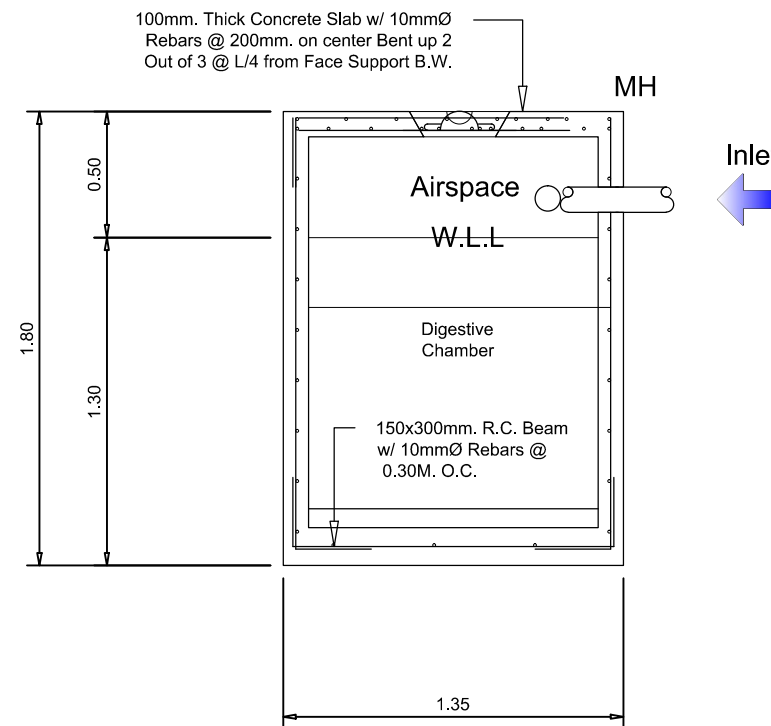 100mm. Thick Concrete Slab w/ 10mmØ
Rebars @ 200mm. on center Bent up 2
Out of 3 @ L/4 from Face Support B.W.
MH
Inle
Airspace
W.L.L
0.50
1.80
1.30
Digestive
Chamber
150x300mm. R.C. Beam
w/ 10mmØ Rebars @
0.30M. O.C.
1.35